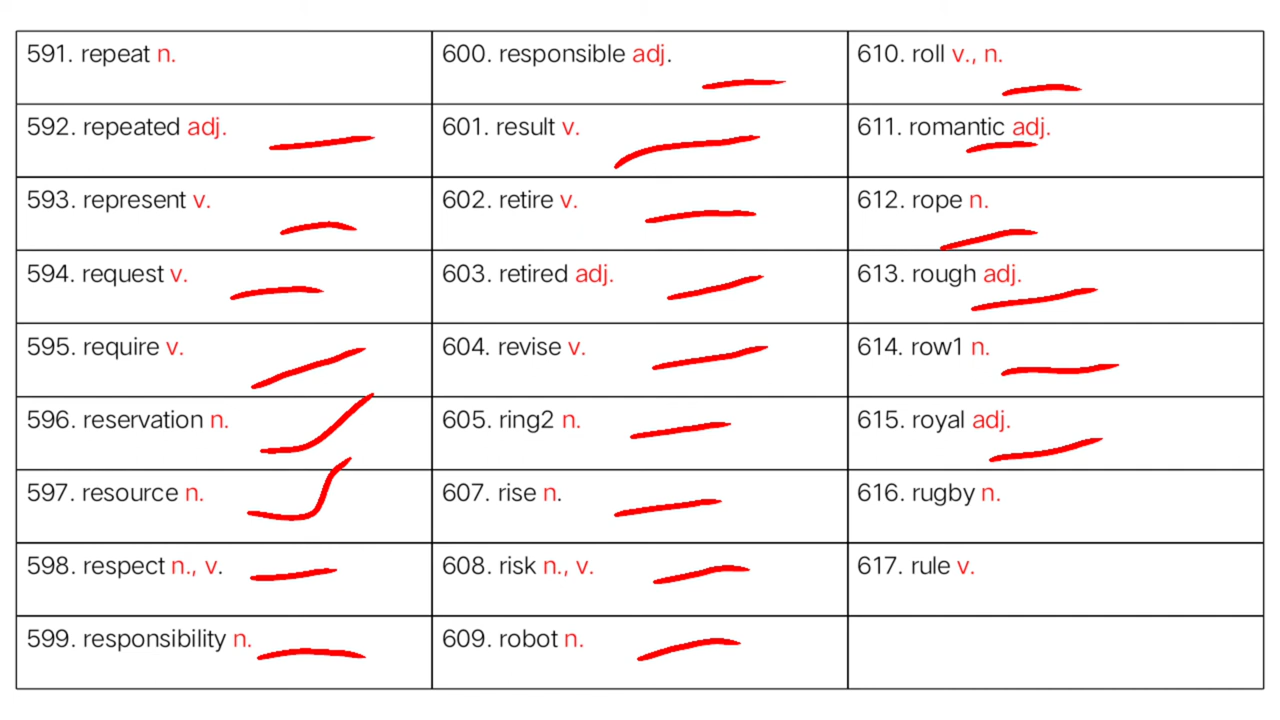 591. repeat n.
592. repeated adj.
593. represent v.
594. request v.
595. require v.
596. reservation n.
597. resource n.
598. respect n., v.
599. responsibility n.
600. responsible adj.
601. result v.
602. retire v.
603. retired adj.
604. revise v.
605. ring2 n.
607. rise n.
608. risk n., v.
609. robot n.
610. roll v., n.
611. romantic adj.
612. rope n.
613. rough adj.
614. row1 n.
615. royal adj.
616. rugby n.
617. rule v.